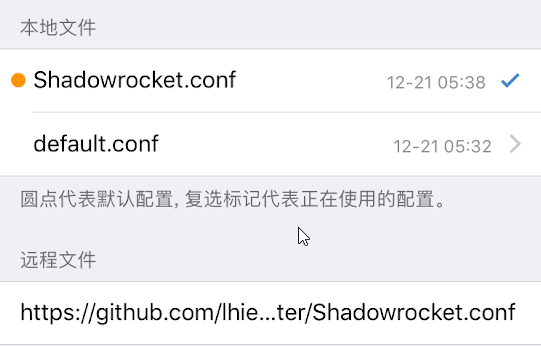 本地文件
Shadowrocket.conf 12-21 05:38
default.conf 12-21 05:32
圆点代表默认配置, 复选标记代表正在使用的配置。
远程文件
https://github.com/lhie...ter/Shadowrocket.conf